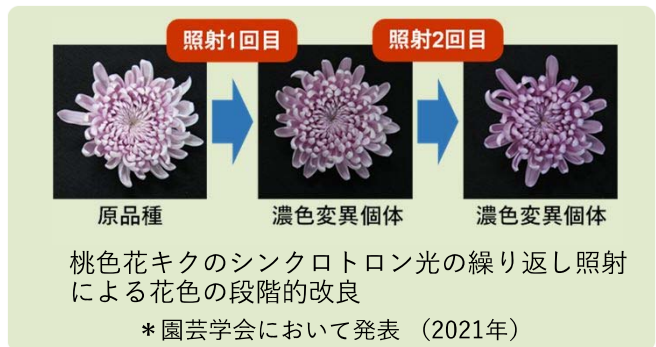 照射1回目
照射2回目
原品種
濃色変異個体
濃色変異個体
桃色花キクのシンクロトロン光の繰り返し照射
による花色の段階的改良
＊園芸学会において発表 （2021年）